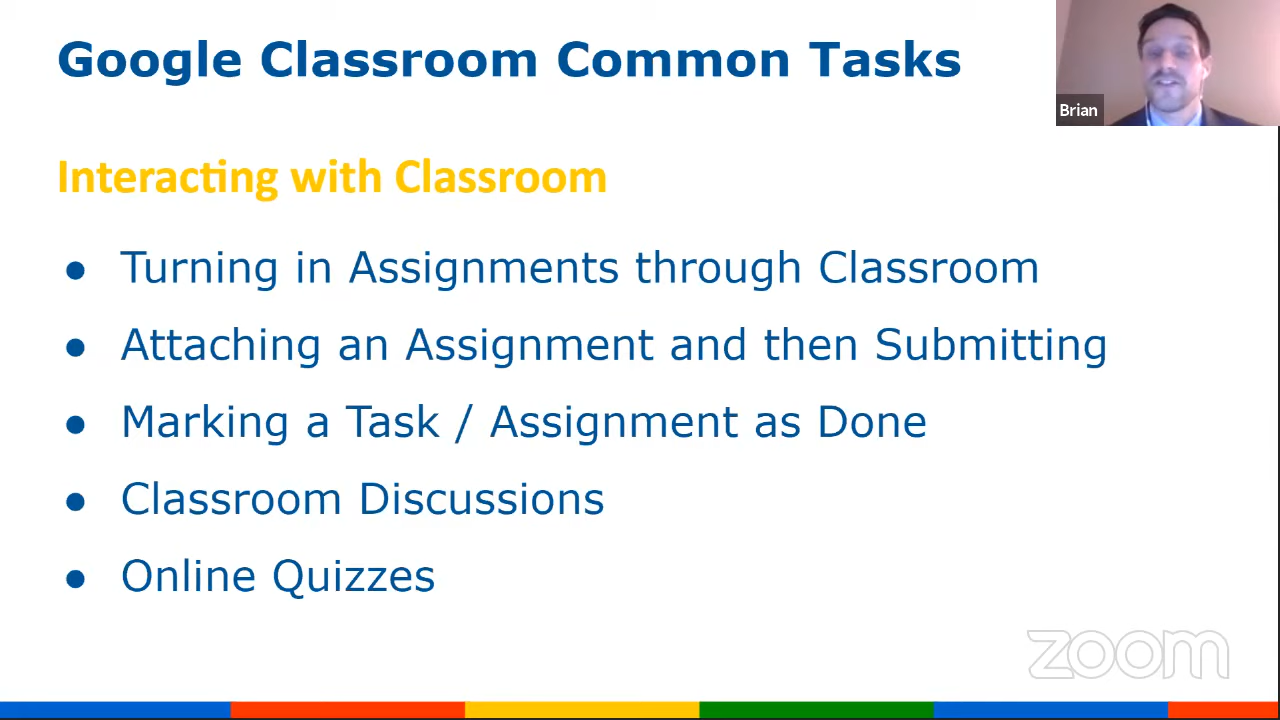 Google Classroom Common Tasks
Brian
Interacting with Classroom
● Turning in Assignments through Classroom
● Attaching an Assignment and then Submitting
● Marking a Task / Assignment as Done
● Classroom Discussions
● Online Quizzes
zoom